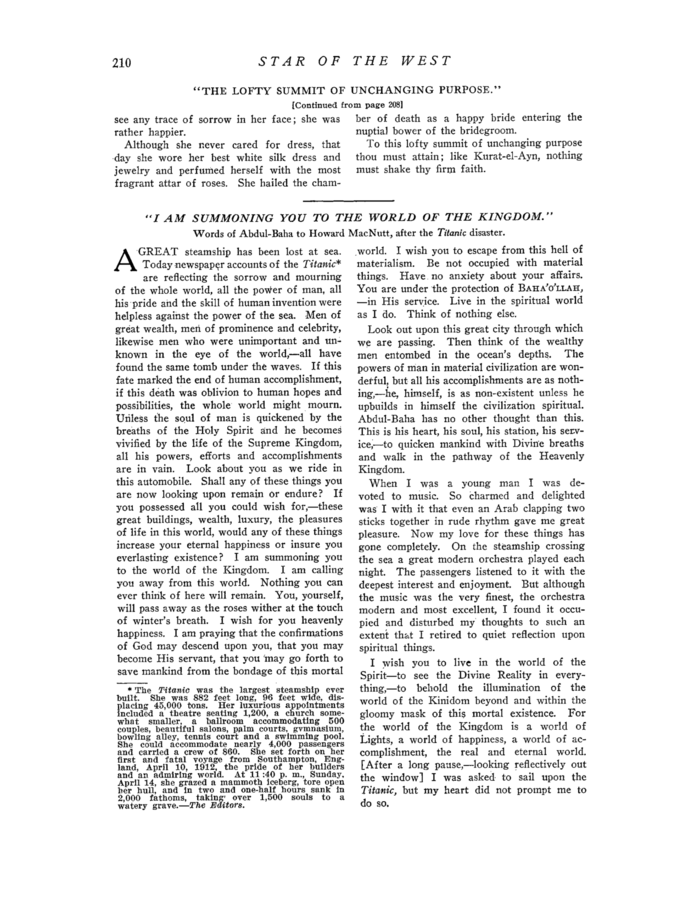 210
STAR OF THE WEST
"THE LOFTY SUMMIT OF UNCHANGING PURPOSE."
[Continued from page 208]
see any trace of sorrow in her face; she was
rather happier.
Although she never cared for dress, that
day she wore her best white silk dress and
jewelry and perfumed herself with the most
fragrant attar of roses. She hailed the cham-
ber of death as a happy bride entering the
nuptial bower of the bridegroom.
To this lofty summit of unchanging purpose
thou must attain; like Kurat-el-Ayn, nothing
must shake thy firm faith.
"I AM SUMMONING YOU TO THE WORLD OF THE KINGDOM."
Words of Abdul-Baha to Howard MacNutt, after the Titanic disaster.
A GREAT steamship has been lost at sea.
Today newspaper accounts of the Titanic*
are reflecting the sorrow and mourning
of the whole world, all the power of man, all
his pride and the skill of human invention were
helpless against the power of the sea. Men of
great wealth, men of prominence and celebrity,
likewise men who were unimportant and un-
known in the eye of the world,—all have
found the same tomb under the waves. If this
fate marked the end of human accomplishment,
if this death was oblivion to human hopes and
possibilities, the whole world might mourn.
Unless the soul of man is quickened by the
breaths of the Holy Spirit and he becomes
vivified by the life of the Supreme Kingdom,
all his powers, efforts and accomplishments
are in vain. Look about you as we ride in
this automobile. Shall any of these things you
are now looking upon remain or endure? If
you possessed all you could wish for,—these
great buildings, wealth, luxury, the pleasures
of life in this world, would any of these things
increase your eternal happiness or insure you
everlasting existence? I am summoning you
to the world of the Kingdom. I am calling
you away from this world. Nothing you can
ever think of here will remain. You, yourself,
will pass away as the roses wither at the touch
of winter's breath. I wish for you heavenly
happiness. I am praying that the confirmations
of God may descend upon you, that you may
become His servant, that you may go forth to
save mankind from the bondage of this mortal
* The Titanic was the largest steamship ever
built. She was 882 feet long, 96 feet wide, dis-
placing 45,000 tons. Her luxurious appointments
included a theatre seating 1,200, a church some-
what smaller, a ballroom accommodating 500
couples, beautiful salons, palm courts, gymnasium,
bowling alley, tennis court and a swimming pool.
She could accommodate nearly 4,000 passengers
and carried a crew of 860. She set forth on her
first and fatal voyage from Southampton, Eng-
land, April 10, 1912, the pride of her builders
and an admiring world. At 11:40 p. m., Sunday,
April 14, she grazed a mammoth iceberg, tore open
her hull, and in two and one-half hours sank in
2,000 fathoms, taking over 1,500 souls to a
watery grave.—The Editors.
world. I wish you to escape from this hell of
materialism. Be not occupied with material
things. Have no anxiety about your affairs.
You are under the protection of BAHA'O'LLAH,
—in His service. Live in the spiritual world
as I do. Think of nothing else.
Look out upon this great city through which
we are passing. Then think of the wealthy
men entombed in the ocean's depths. The
powers of man in material civilization are won-
derful, but all his accomplishments are as noth-
ing,—he, himself, is as non-existent unless he
upbuilds in himself the civilization spiritual.
Abdul-Baha has no other thought than this.
This is his heart, his soul, his station, his serv-
ice,—to quicken mankind with Divine breaths
and walk in the pathway of the Heavenly
Kingdom.
When I was a young man I was de-
voted to music. So charmed and delighted
was I with it that even an Arab clapping two
sticks together in rude rhythm gave me great
pleasure. Now my love for these things has
gone completely. On the steamship crossing
the sea a great modern orchestra played each
night. The passengers listened to it with the
deepest interest and enjoyment. But although
the music was the very finest, the orchestra
modern and most excellent, I found it occu-
pied and disturbed my thoughts to such an
extent that I retired to quiet reflection upon
spiritual things.
I wish you to live in the world of the
Spirit—to see the Divine Reality in every-
thing,—to behold the illumination of the
world of the Kinidom beyond and within the
gloomy mask of this mortal existence. For
the world of the Kingdom is a world of
Lights, a world of happiness, a world of ac-
complishment, the real and eternal world.
[After a long pause,—looking reflectively out
the window] I was asked to sail upon the
Titanic, but my heart did not prompt me to
do so.